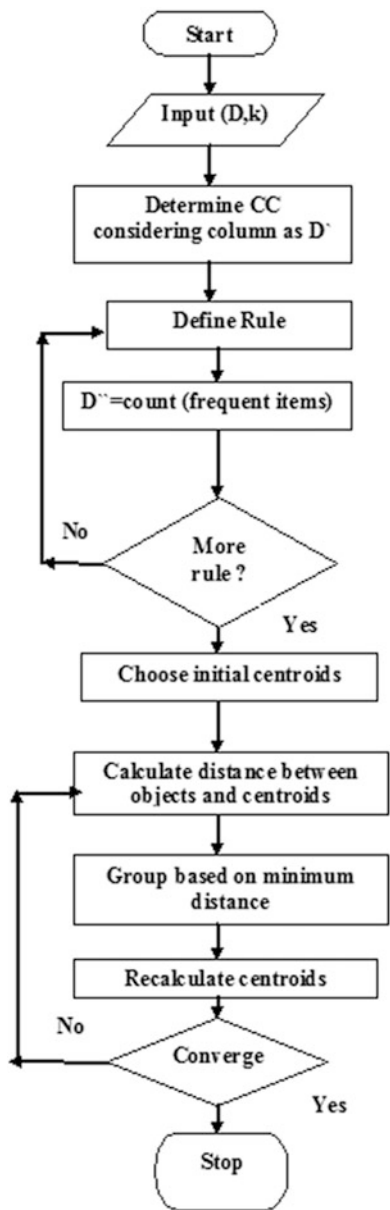 Start
Input (D,k)
Determine CC
considering column as D`
Define Rule
D``=count (frequent items)
No
More
rule ?
Yes
Choose initial centroids
Calculate distance between
objects and centroids
Group based on minimum
distance
Recalculate centroids
No
Converge
Yes
Stop